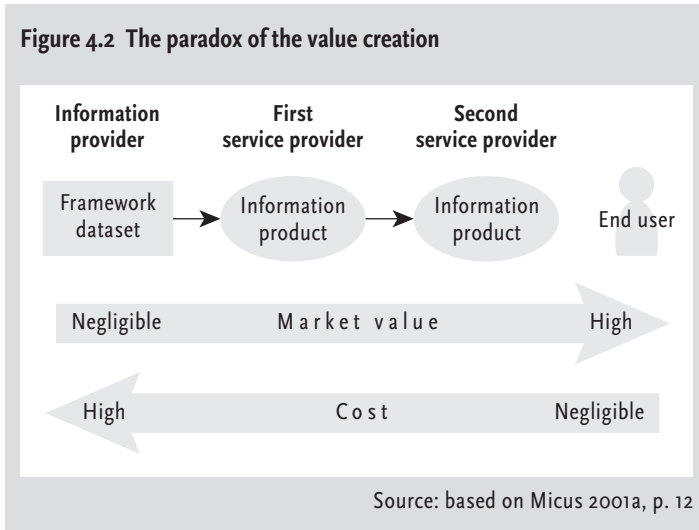 Figure 4.2 The paradox of the value creation
Information
provider
First
service provider
Second
service provider
Framework
dataset
Information
product
Information
product
End user
Negligible Market value High
High Cost Negligible
Source: based on Micus 2001a, p. 12